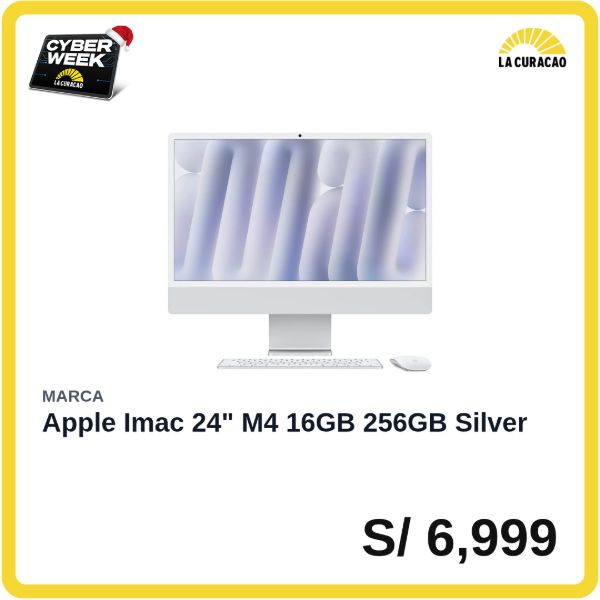 CYBER
WEEK
LA CURACAO
LA CURACAO
MARCA
Apple Imac 24" M4 16GB 256GB Silver
S/ 6,999